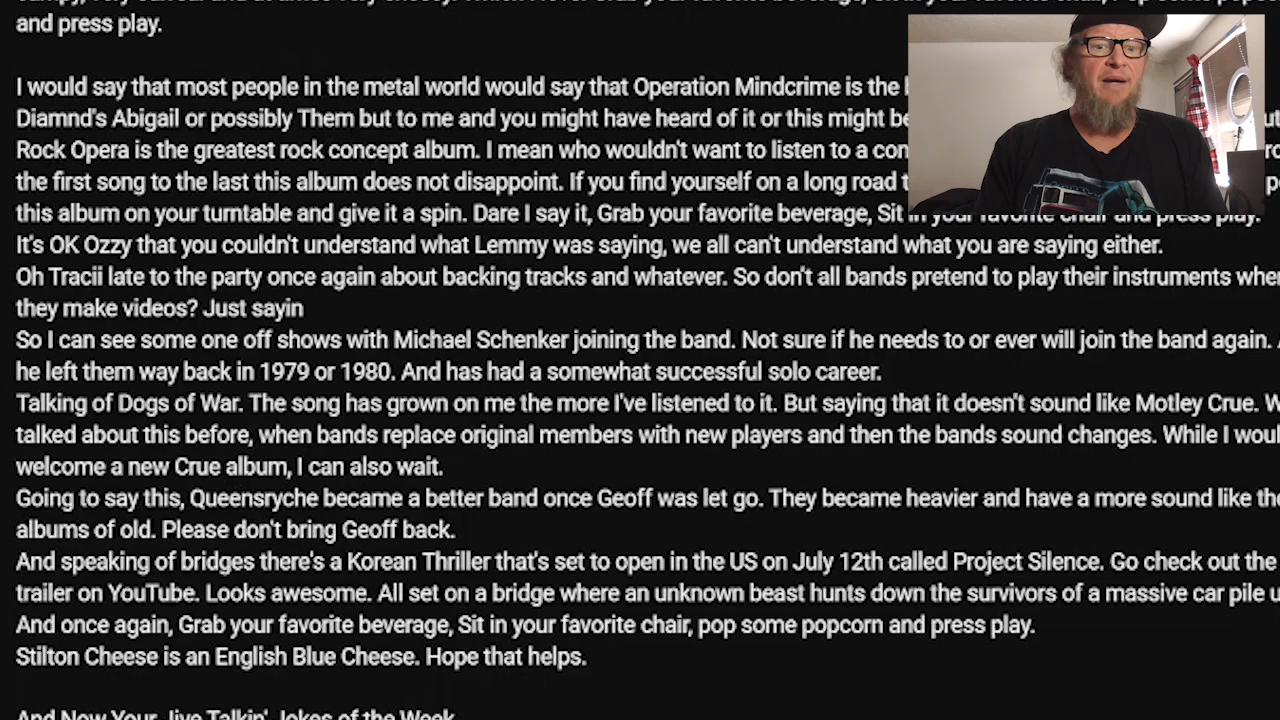 and press play.
I would say that most people in the metal world would say that Operation Mindcrime is the
Diamnd's Abigail or possibly Them but to me and you might have heard of it or this might be
Rock Opera is the greatest rock concept album. I mean who wouldn't want to listen to a con
the first song to the last this album does not disappoint. If you find yourself on a long road
this album on your turntable and give it a spin. Dare I say it, Grab your favorite beverage, Sit in your favorite chair and press play.
It's OK Ozzy that you couldn't understand what Lemmy was saying, we all can't understand what you are saying either.
Oh Tracii late to the party once again about backing tracks and whatever. So don't all bands pretend to play their instruments when
they make videos? Just sayin
So I can see some one off shows with Michael Schenker joining the band. Not sure if he needs to or ever will join the band again.
he left them way back in 1979 or 1980. And has had a somewhat successful solo career.
Talking of Dogs of War. The song has grown on me the more I've listened to it. But saying that it doesn't sound like Motley Crue.
talked about this before, when bands replace original members with new players and then the bands sound changes. While I woul
welcome a new Crue album, I can also wait.
Going to say this, Queensryche became a better band once Geoff was let go. They became heavier and have a more sound like the
albums of old. Please don't bring Geoff back.
And speaking of bridges there's a Korean Thriller that's set to open in the US on July 12th called Project Silence. Go check out the
trailer on YouTube. Looks awesome. All set on a bridge where an unknown beast hunts down the survivors of a massive car pile u
And once again, Grab your favorite beverage, Sit in your favorite chair, pop some popcorn and press play.
Stilton Cheese is an English Blue Cheese. Hope that helps.
And Now Your Jive Talkin' Jokes of the Week